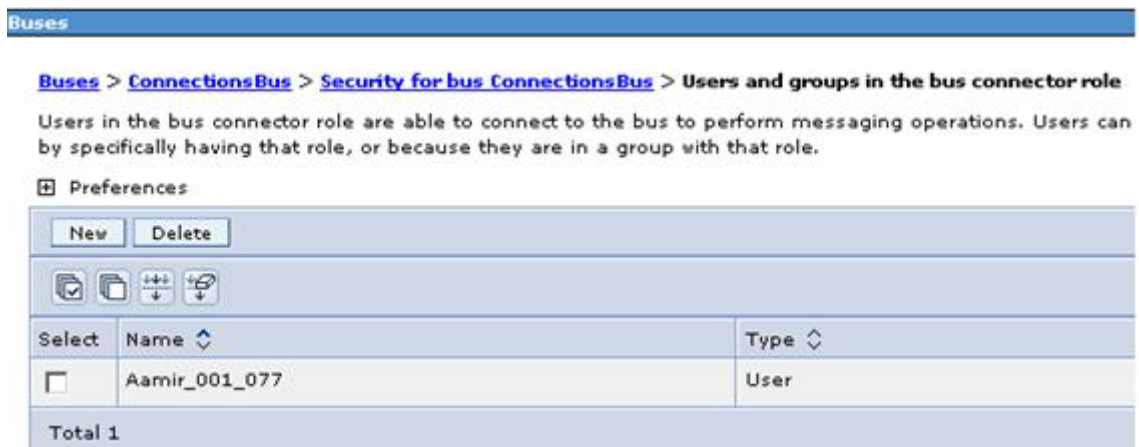 Buses
Buses > ConnectionsBus > Security for bus ConnectionsBus > Users and groups in the bus connector role
Users in the bus connector role are able to connect to the bus to perform messaging operations. Users can
by specifically having that role, or because they are in a group with that role.
Preferences
New Delete
Select Name Type
Aamir_001_077 User
Total 1